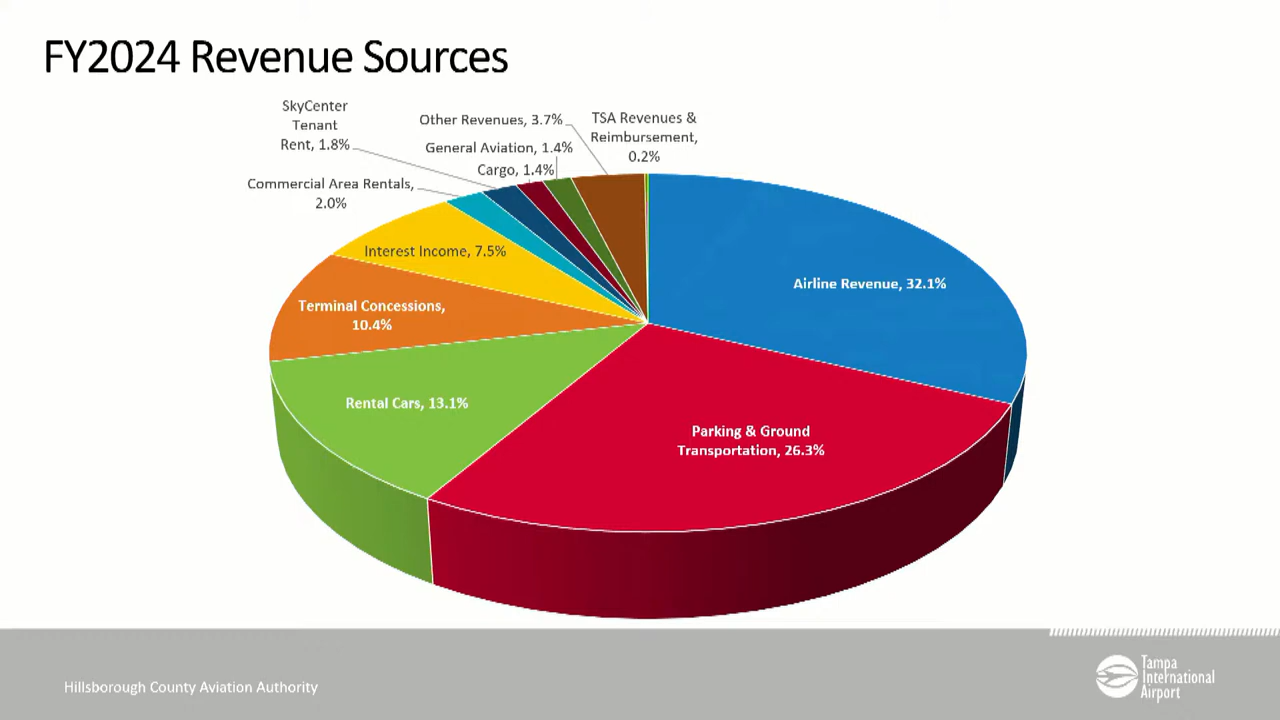 FY2024 Revenue Sources
SkyCenter
Tenant
Rent, 1.8%
Other Revenues, 3.7%
TSA Revenues &
Reimbursement,
0.2%
General Aviation, 1.4%
Cargo, 1.4%
Commercial Area Rentals,
2.0%
Interest Income, 7.5%
Airline Revenue, 32.1%
Terminal Concessions,
10.4%
Rental Cars, 13.1%
Parking & Ground
Transportation, 26.3%
Hillsborough County Aviation Authority
Tampa
International
Airport